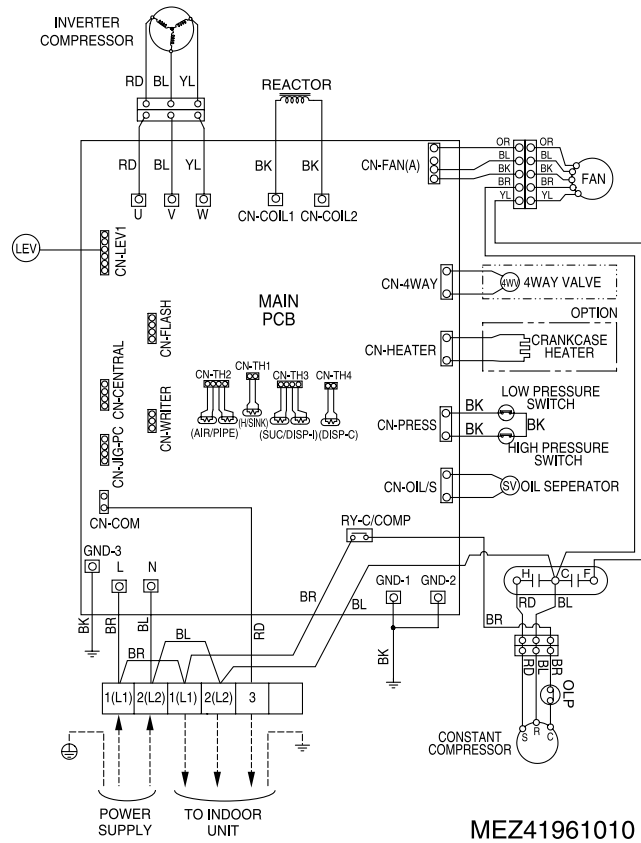 INVERTER
COMPRESSOR
RD BL YL
REACTOR
RD BL YL
BK BK
U V W
CN-COIL1 CN-COIL2
CN-FAN(A)
OR OR
BL BL
BK BK
BR BR
YL YL
FAN
LEV
CN-LEV1
CN-4WAY
4WV 4WAY VALVE
OPTION
MAIN
PCB
CN-FLASH
CN-HEATER
CRANKCASE
HEATER
CN-CENTRAL
CN-WRITER
CN-JIG-PC
CN-TH2 CN-TH1 CN-TH3 CN-TH4
(AIR/PIPE) (H/SINK) (SUC/DISP-I) (DISP-C)
LOW PRESSURE
SWITCH
CN-PRESS
BK
BK
BK
HIGH PRESSURE
SWITCH
CN-OIL/S
SV OIL SEPERATOR
CN-COM
RY-C/COMP
GND-3
L N
GND-1 GND-2
H C F
RD BL
BR
BK BR BL BL RD BR BL
BR
BK
RD BL BR
OLP
S R C
CONSTANT
COMPRESSOR
1(L1) 2(L2) 1(L1) 2(L2) 3
POWER
SUPPLY
TO INDOOR
UNIT
MEZ41961010